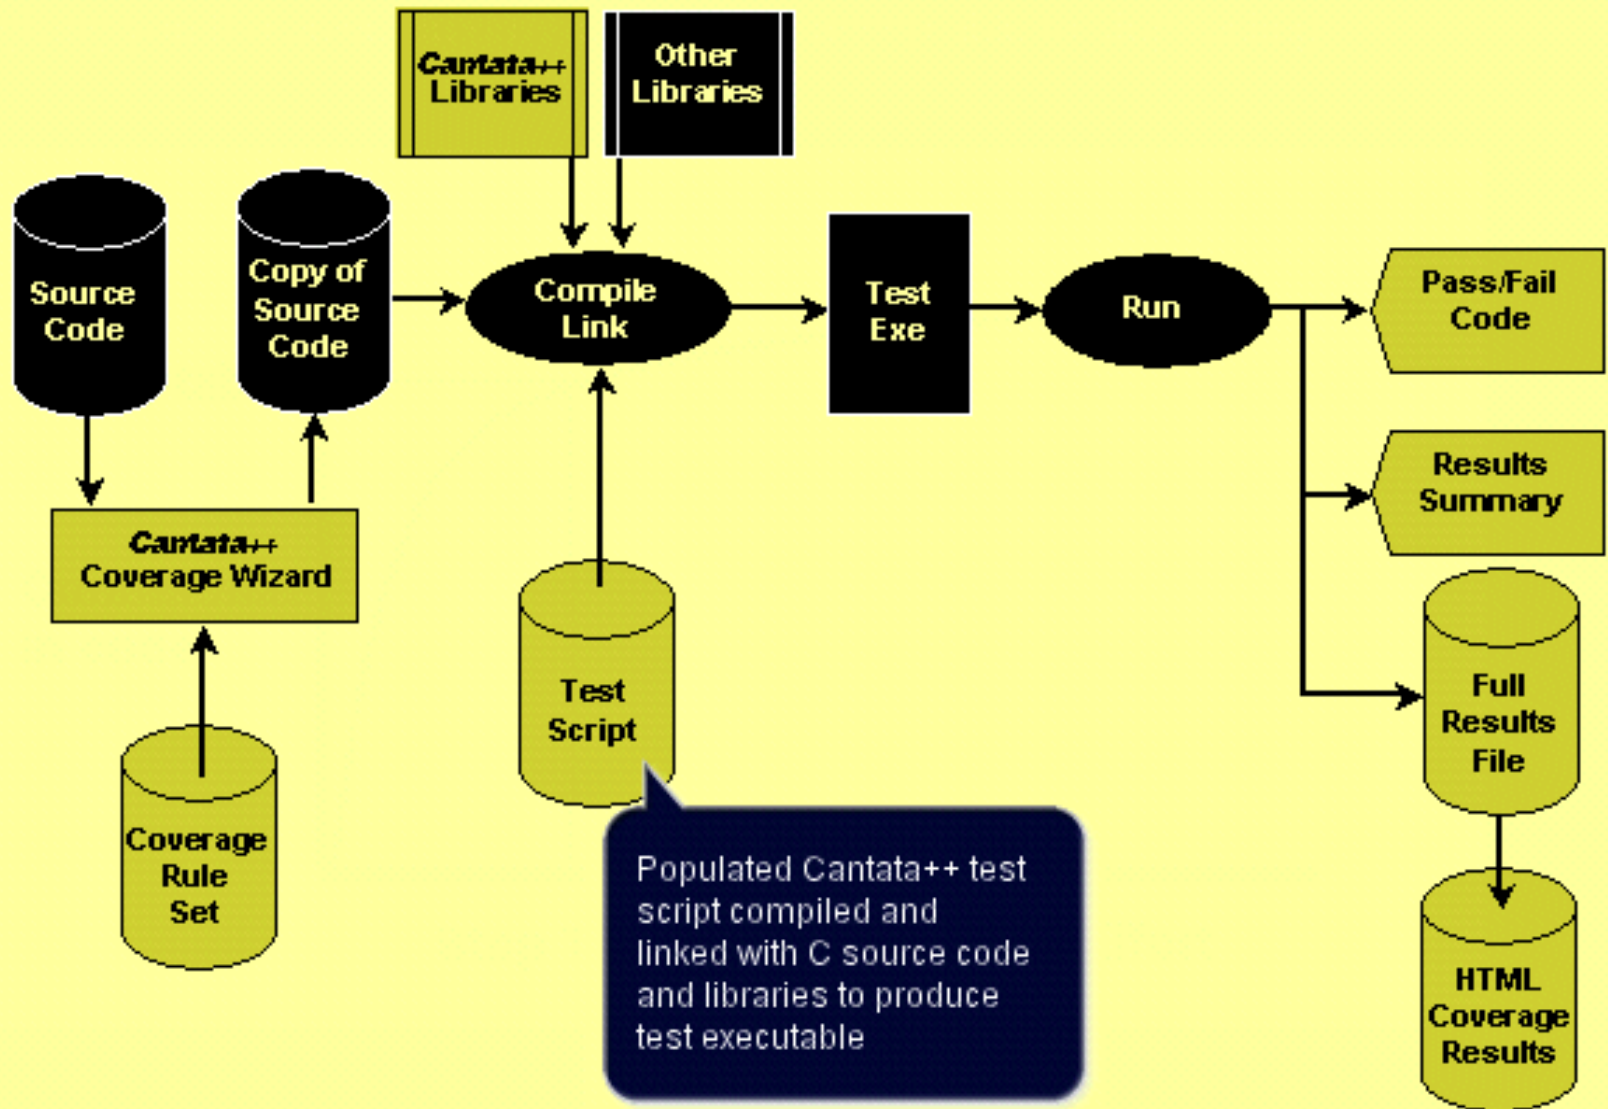 Cantata++
Libraries
Other
Libraries
Source
Code
Copy of
Source
Code
Compile
Link
Test
Exe
Run
Pass/Fail
Code
Results
Summary
Cantata++
Coverage Wizard
Test
Script
Full
Results
File
Coverage
Rule
Set
Populated Cantata++ test
script compiled and
linked with C source code
and libraries to produce
test executable
HTML
Coverage
Results